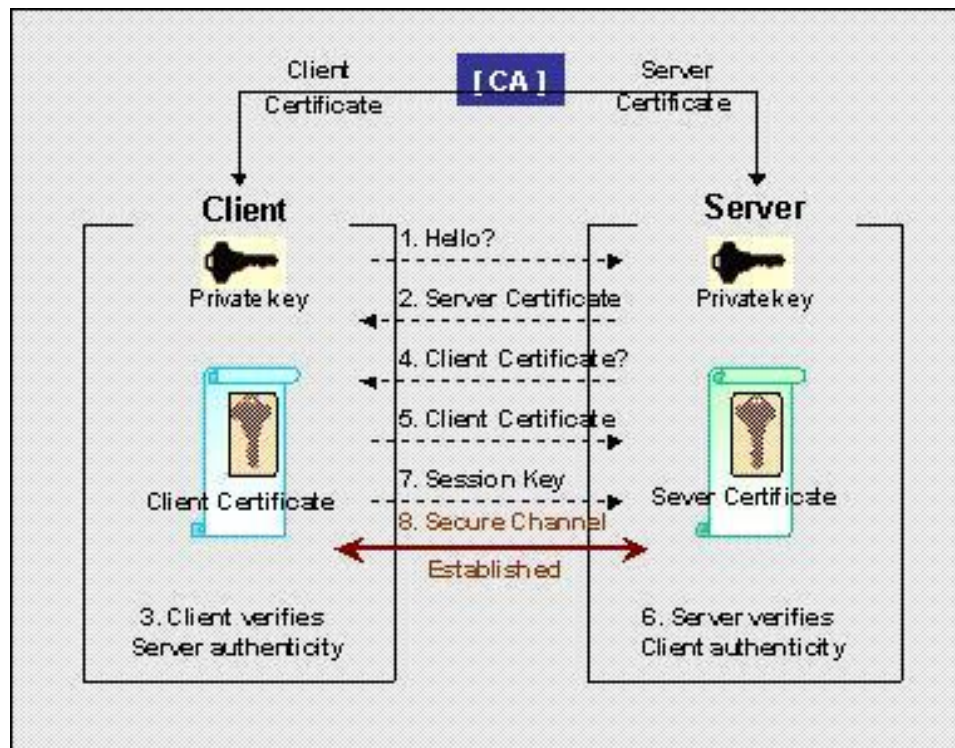 Client
Certificate
[ CA ]
Server
Certificate
Client
Server
Private key
1. Hello?
Private key
2. Server Certificate
4. Client Certificate?
5. Client Certificate
Client Certificate
7. Session Key
Sever Certificate
8. Secure Channel
Established
3. Client verifies
Server authenticity
6. Server verifies
Client authenticity